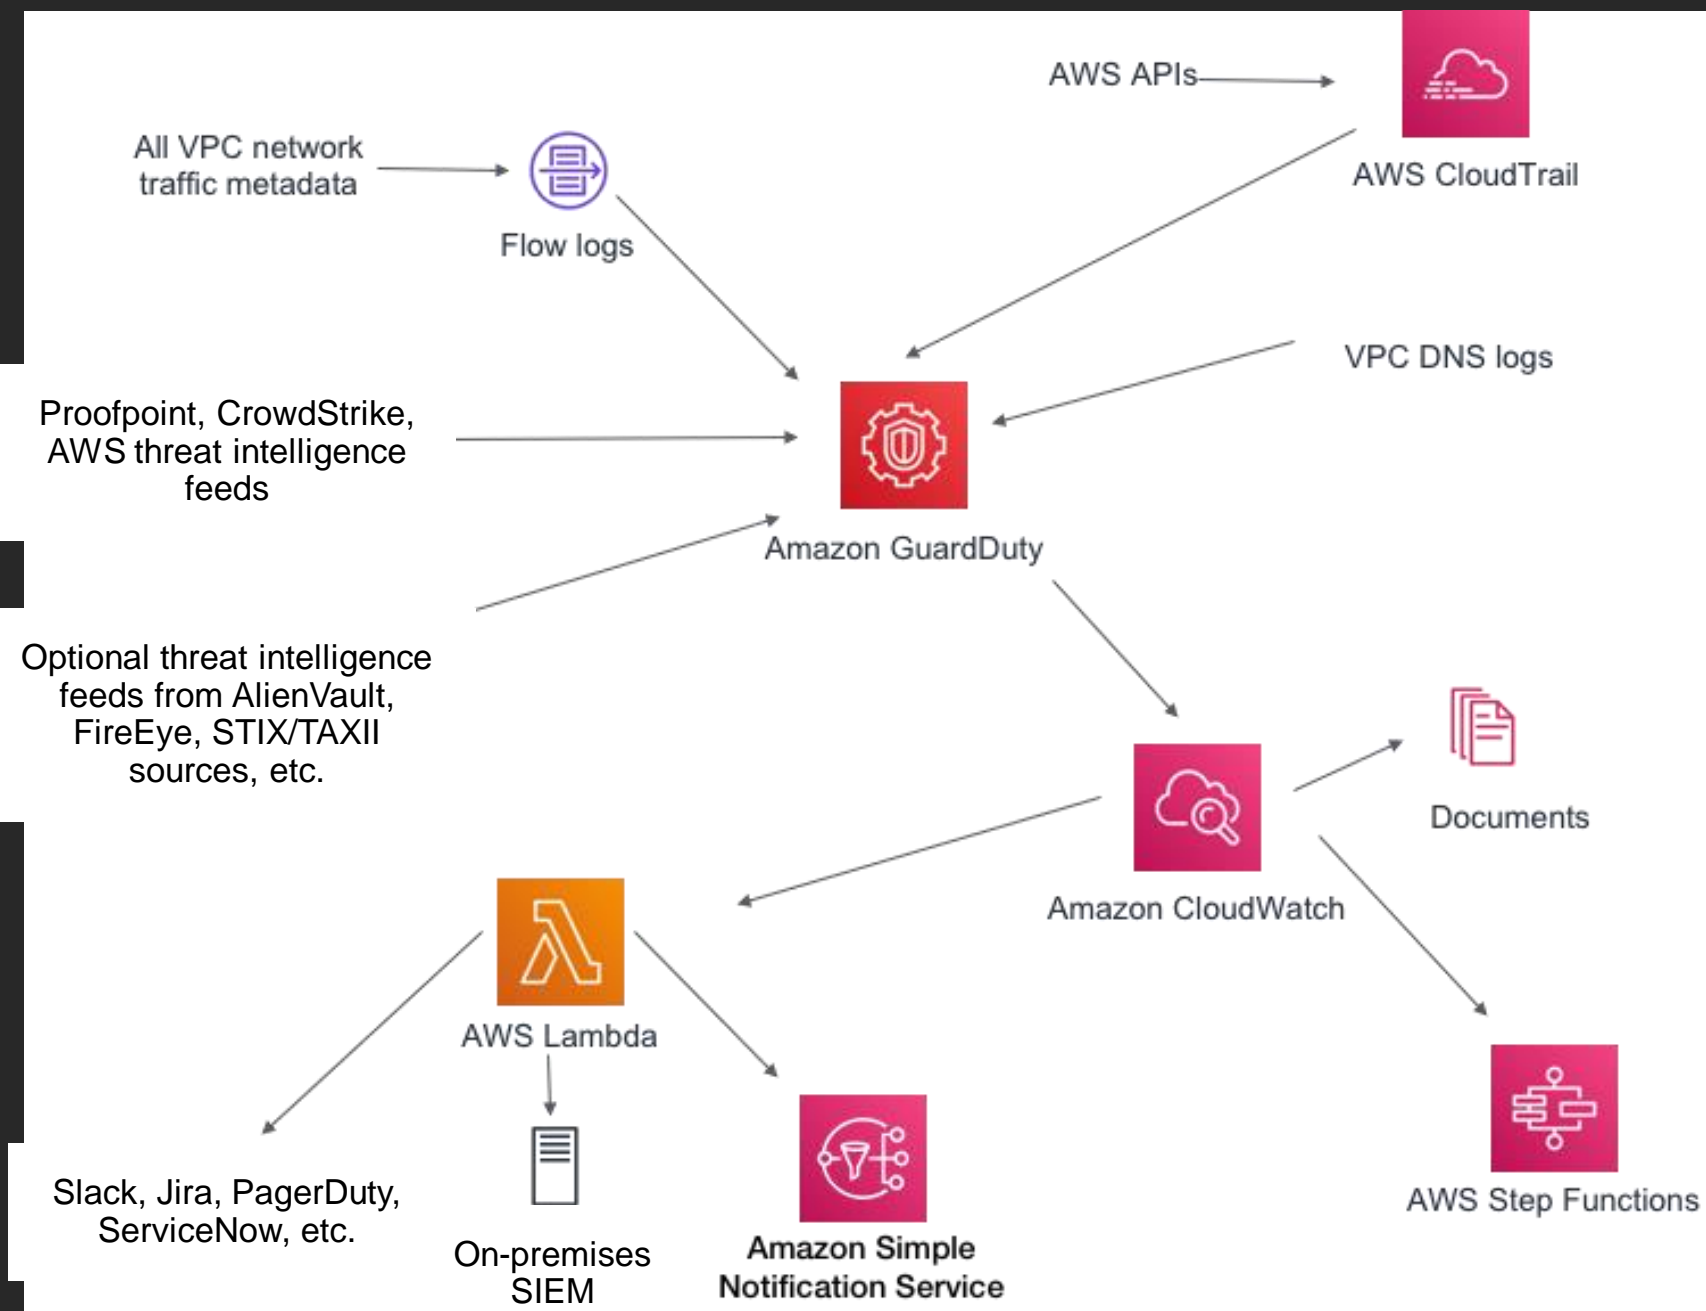 AWS APIs
AWS CloudTrail
All VPC network
traffic metadata
Flow logs
VPC DNS logs
Proofpoint, CrowdStrike,
AWS threat intelligence
feeds
Amazon GuardDuty
Optional threat intelligence
feeds from AlienVault,
FireEye, STIX/TAXII
sources, etc.
Documents
Amazon CloudWatch
AWS Lambda
AWS Step Functions
Slack, Jira, PagerDuty,
ServiceNow, etc.
On-premises
SIEM
Amazon Simple
Notification Service